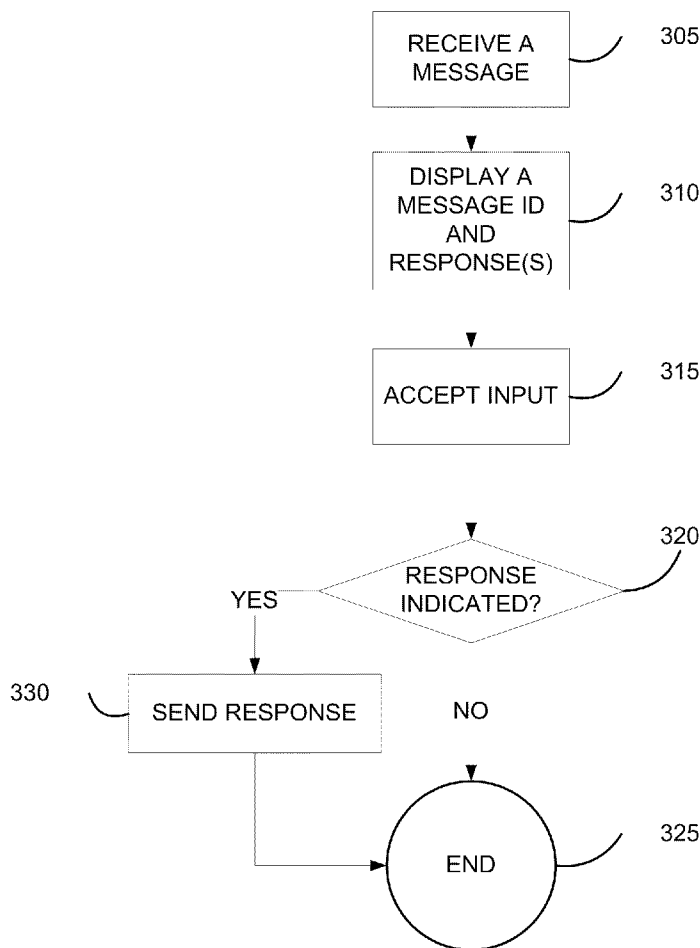 RECEIVE A
MESSAGE
305
DISPLAY A
MESSAGE ID
AND
RESPONSE(S)
310
ACCEPT INPUT
315
RESPONSE
INDICATED?
320
YES
330
SEND RESPONSE
NO
END
325